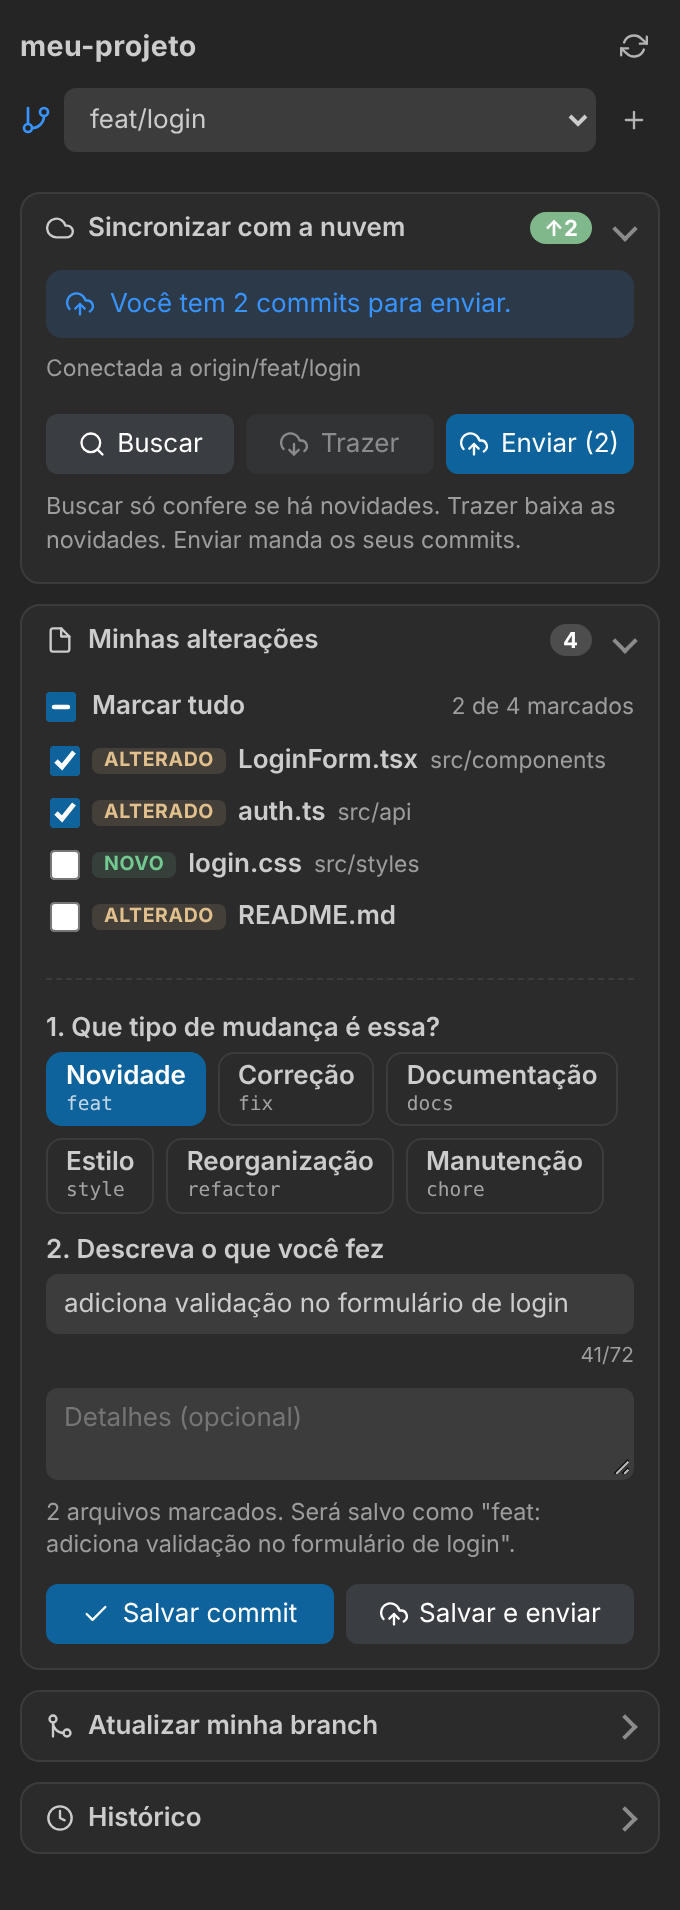 meu-projeto
feat/login
Sincronizar com a nuvem ↑2
Você tem 2 commits para enviar.
Conectada a origin/feat/login
Buscar Trazer Enviar (2)
Buscar só confere se há novidades. Trazer baixa as
novidades. Enviar manda os seus commits.
Minhas alterações 4
Marcar tudo 2 de 4 marcados
ALTERADO LoginForm.tsx src/components
ALTERADO auth.ts src/api
NOVO login.css src/styles
ALTERADO README.md
1. Que tipo de mudança é essa?
Novidade Correção Documentação
feat fix docs
Estilo Reorganização Manutenção
style refactor chore
2. Descreva o que você fez
adiciona validação no formulário de login
41/72
Detalhes (opcional)
2 arquivos marcados. Será salvo como "feat:
adiciona validação no formulário de login".
Salvar commit Salvar e enviar
Atualizar minha branch
Histórico